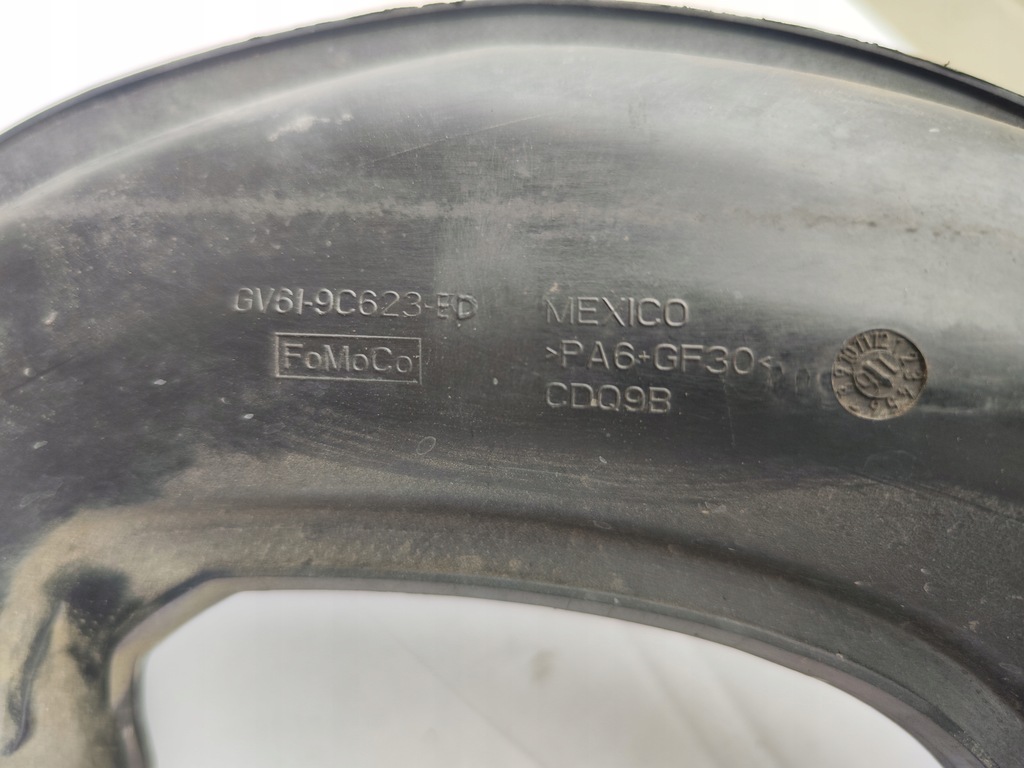 GV61-9C623-ED
FoMoCo
MEXICO
>PA6+GF30<
CDQ9B